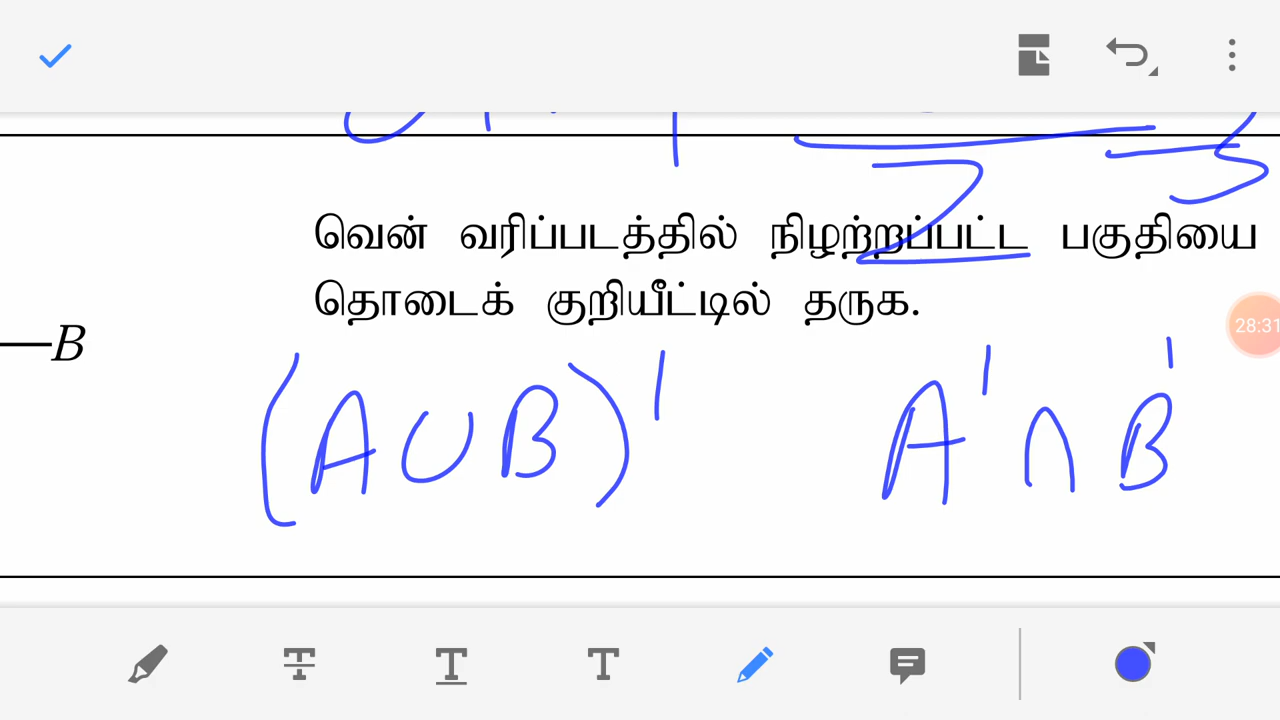 வென் வரிப்படத்தில் நிழற்றப்பட்ட பகுதியை
தொடைக் குறியீட்டில் தருக.
28:31
B
(A∪B)' A'∩B'
T T T